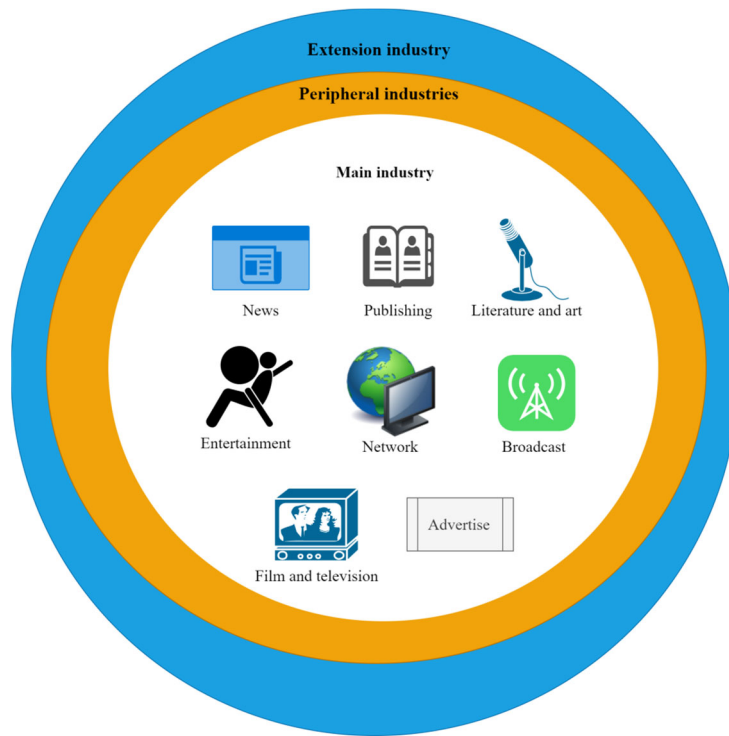 Extension industry
Peripheral industries
Main industry
News
Publishing
Literature and art
Entertainment
Network
Broadcast
Film and television
Advertise